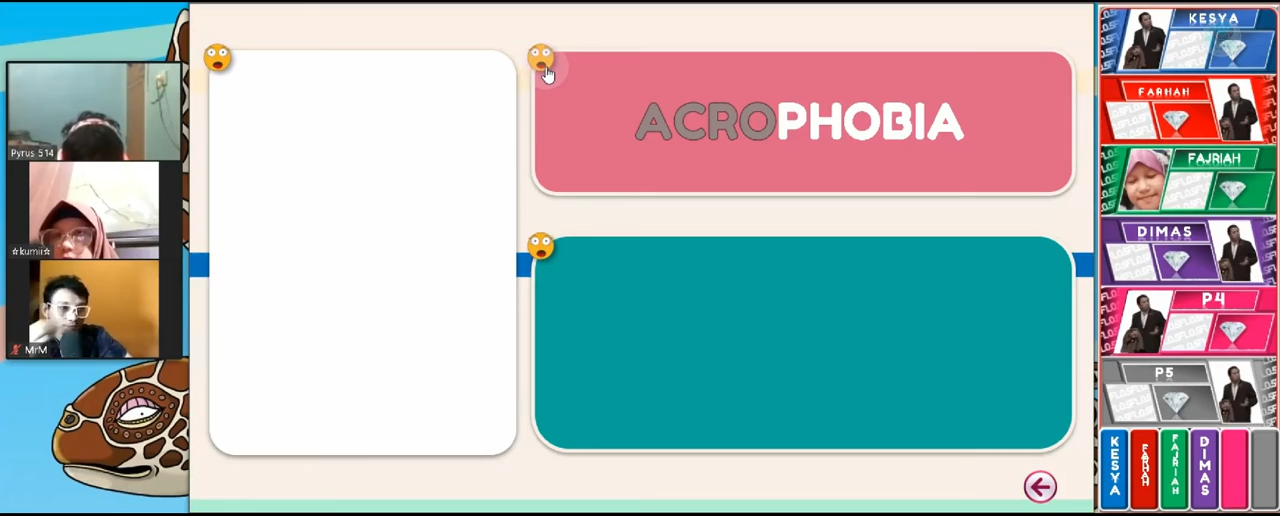 Pyrus 514
☆kumii☆
MrM
ACROPHOBIA
KESYA
FARHAH
FAJRIAH
DIMAS
P4
P5
KESYA
FARHAH
FAJRIAH
DIMAS